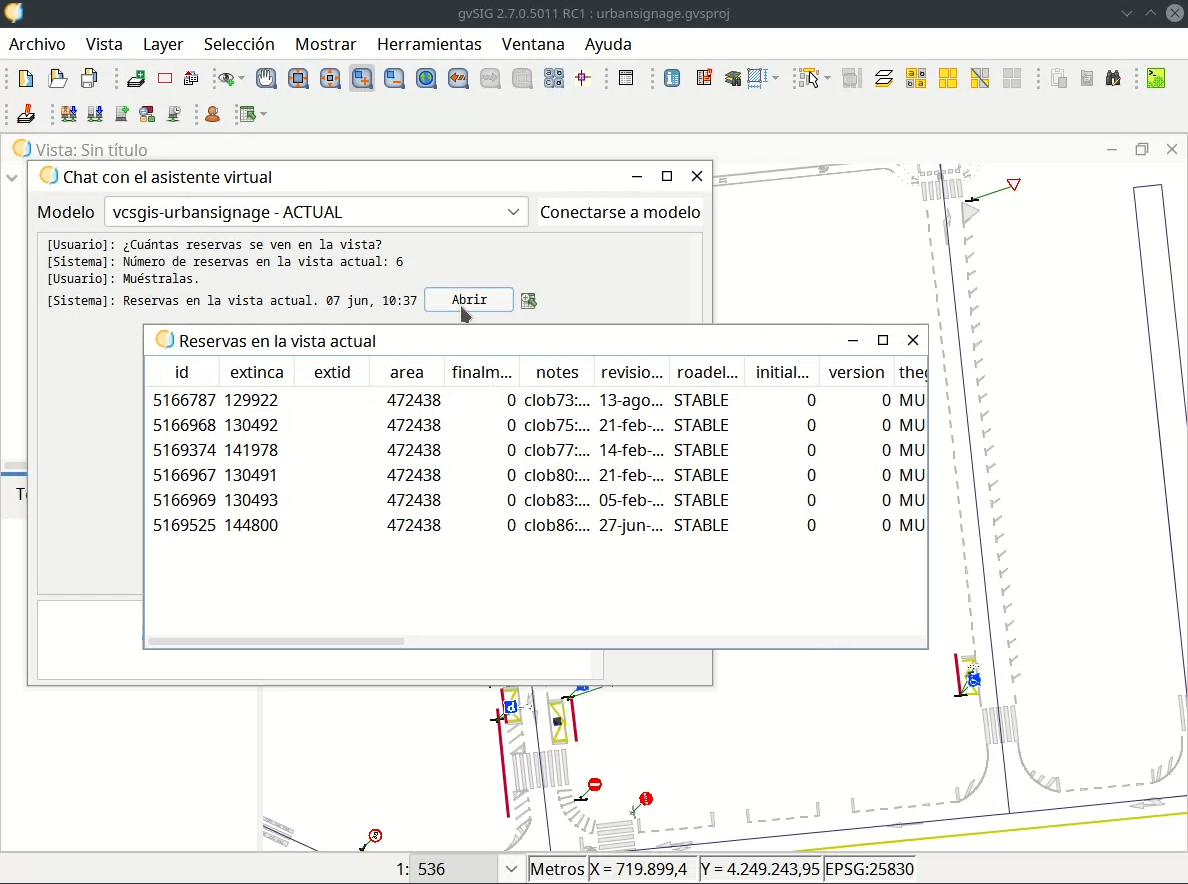 gvSIG 2.7.0.5011 RC1 : urbansignage.gvsproj
Archivo Vista Layer Selección Mostrar Herramientas Ventana Ayuda
Vista: Sin título
Chat con el asistente virtual
Modelo vcsgis-urbansignage - ACTUAL Conectarse a modelo
[Usuario]: ¿Cuántas reservas se ven en la vista?
[Sistema]: Número de reservas en la vista actual: 6
[Usuario]: Muéstralas.
[Sistema]: Reservas en la vista actual. 07 jun, 10:37 Abrir
Reservas en la vista actual
id extinca extid area finalm... notes revisio... roadel... initial... version the
5166787 129922 472438 0 clob73:... 13-ago... STABLE 0 0 MU
5166968 130492 472438 0 clob75:... 21-feb-... STABLE 0 0 MU
5169374 141978 472438 0 clob77:... 14-feb-... STABLE 0 0 MU
5166967 130491 472438 0 clob80:... 21-feb-... STABLE 0 0 MU
5166969 130493 472438 0 clob83:... 05-feb-... STABLE 0 0 MU
5169525 144800 472438 0 clob86:... 27-jun-... STABLE 0 0 MU
1: 536 Metros X = 719.899,4 Y = 4.249.243,95 EPSG:25830